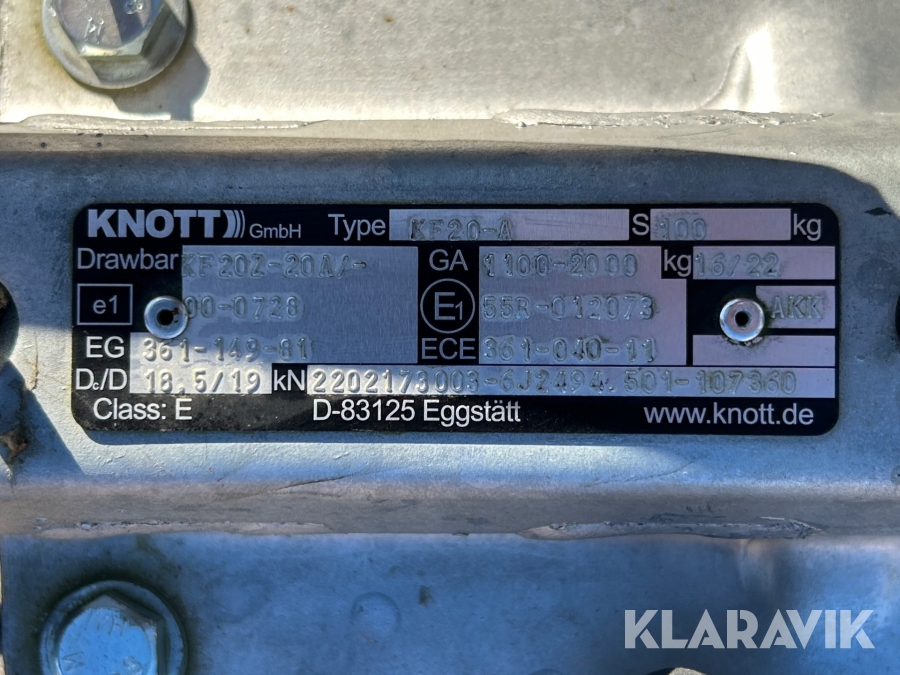 KNOTT GmbH Type KF20-A S 100 kg
Drawbar KF20Z-20A/- GA 1100-2000 kg 16/22
e1 00-0728 E1 55R-012073 AKK
EG 361-149-81 ECE 361-040-11
Dc/D 18.5/19 kN 2202173003-6J2494.501-107360
Class: E D-83125 Eggstätt www.knott.de
KLARAVIK